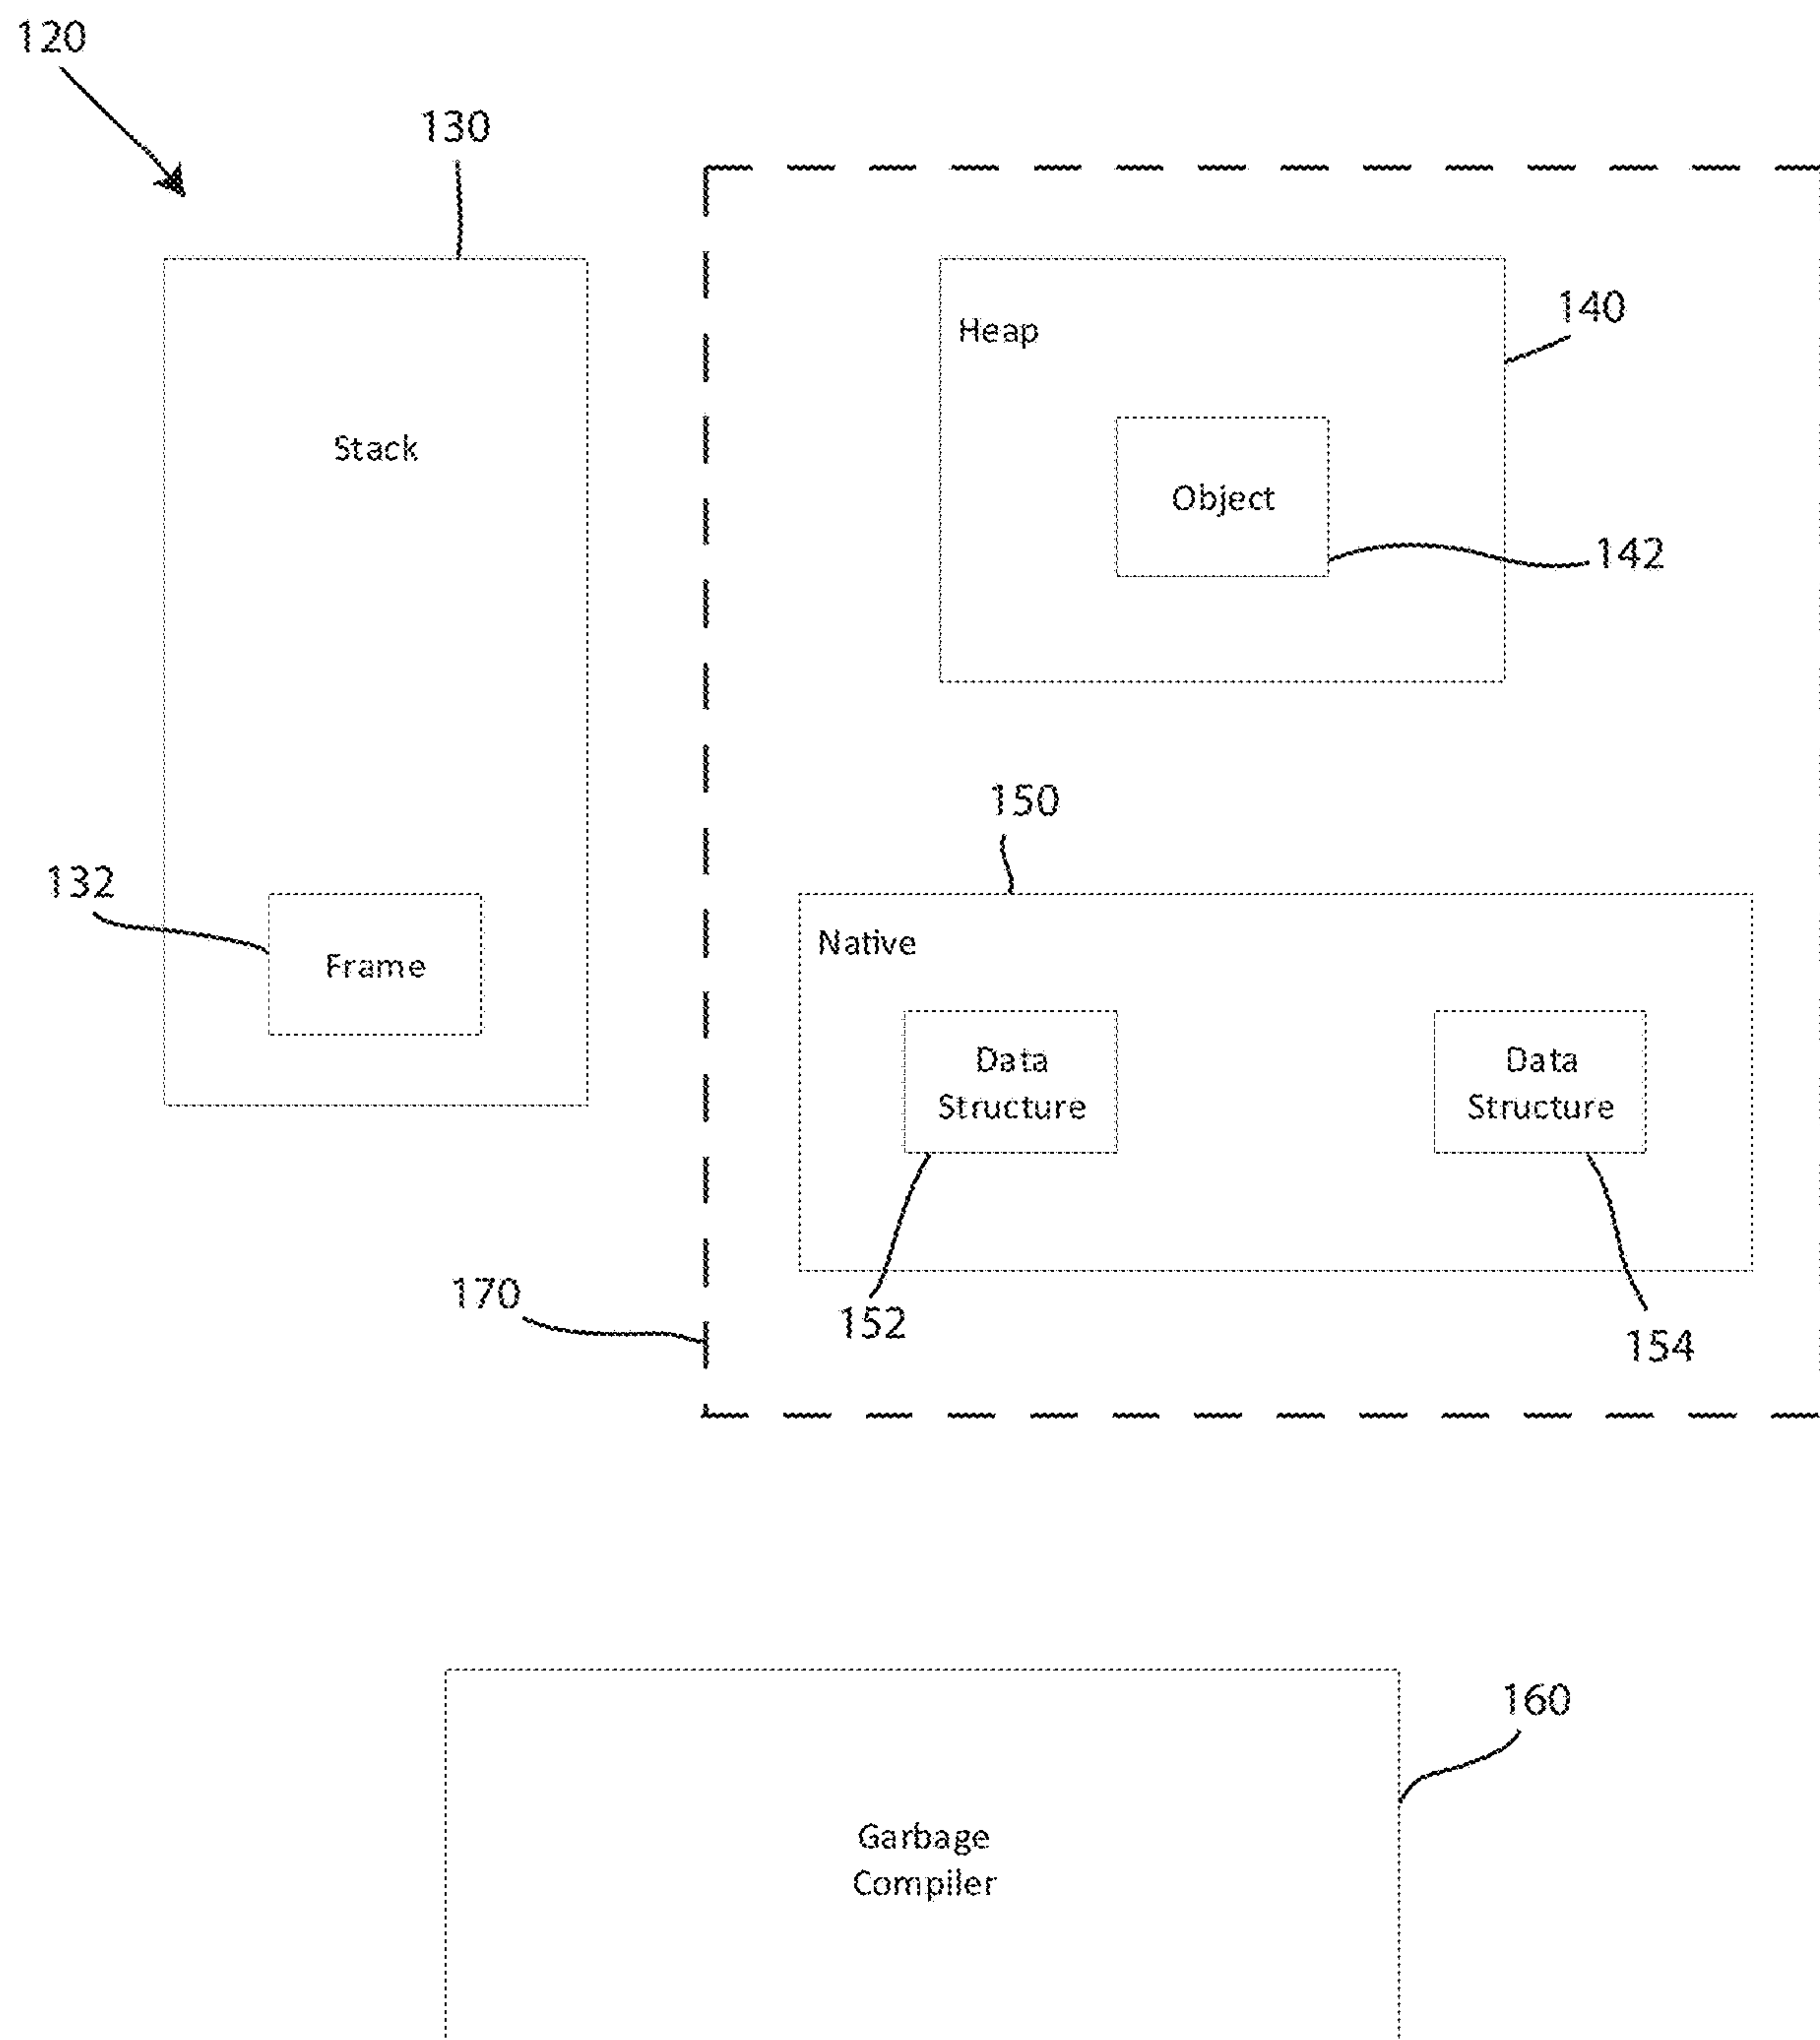 120
130
Heap
140
Stack
Object
142
150
132
Native
Frame
Data
Structure
Data
Structure
170
152
154
160
Garbage
Compiler